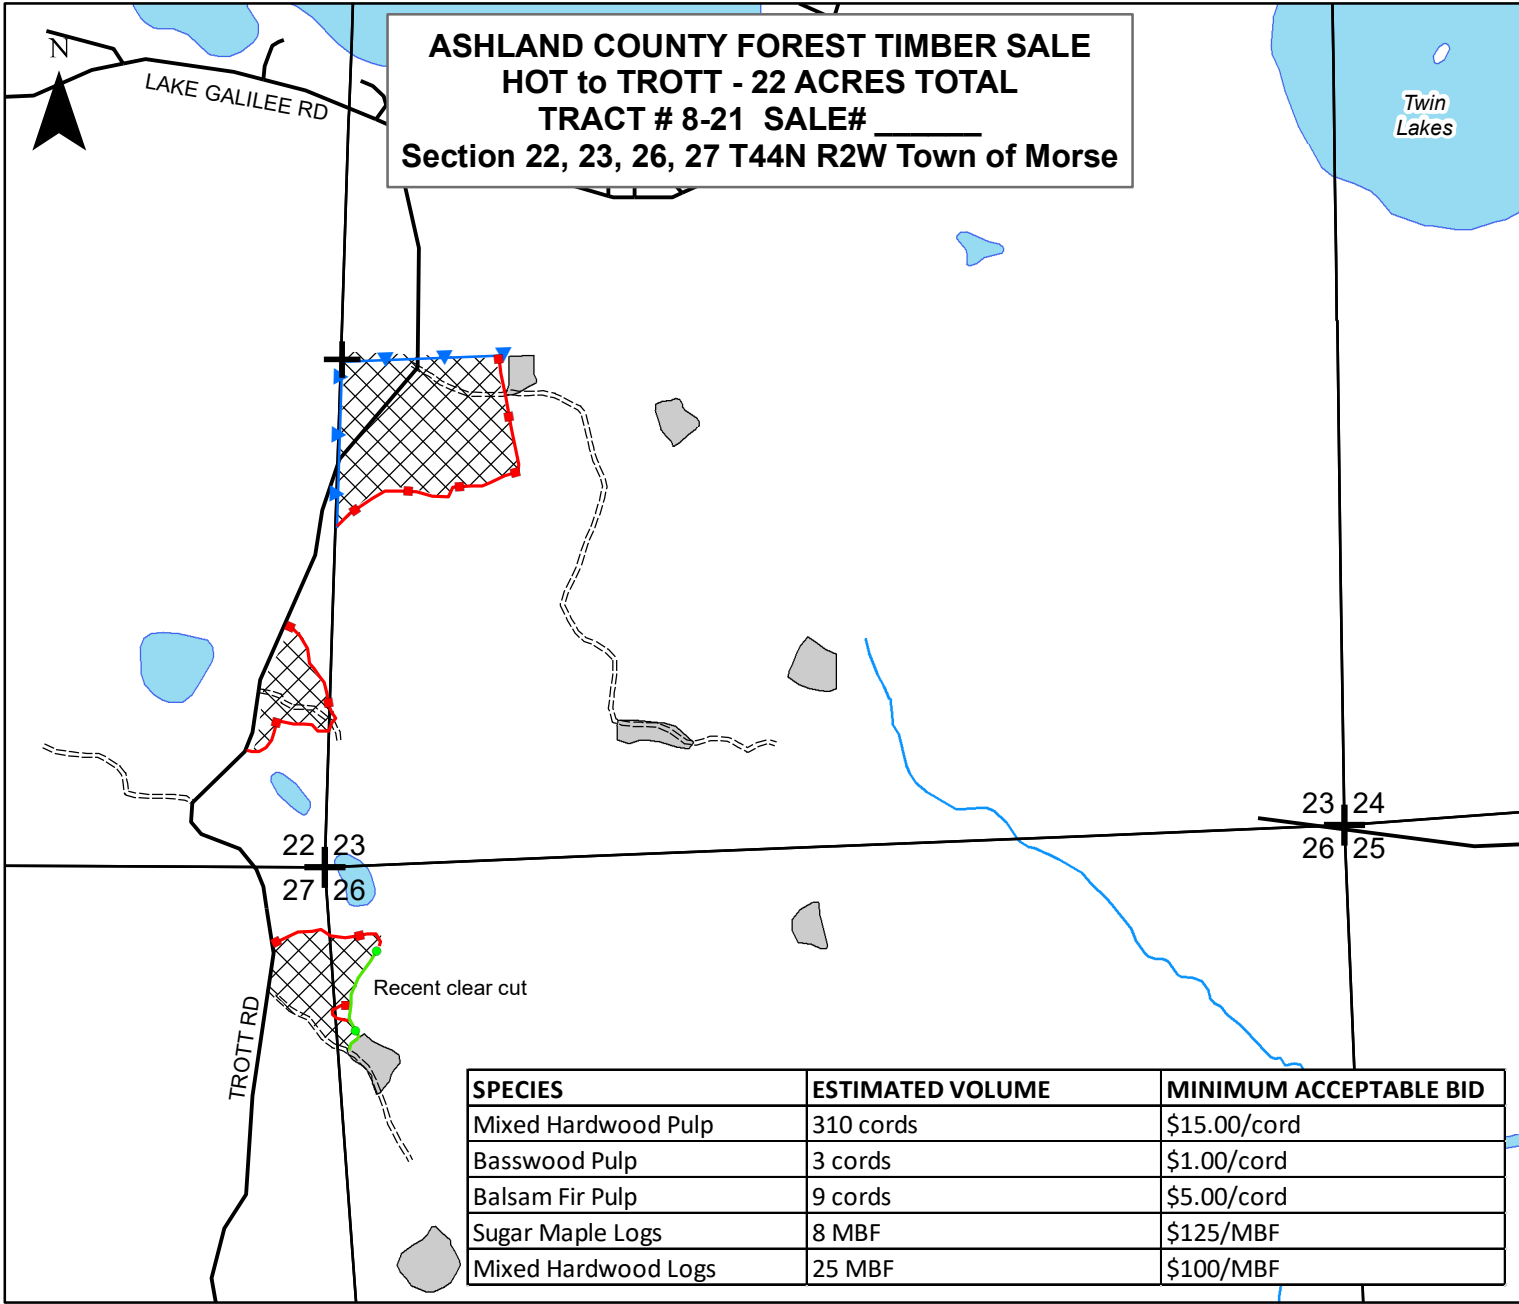 ASHLAND COUNTY FOREST TIMBER SALE
HOT to TROTT - 22 ACRES TOTAL
TRACT # 8-21 SALE# ______
Section 22, 23, 26, 27 T44N R2W Town of Morse
N
LAKE GALILEE RD
Twin
Lakes
23 24
26 25
22 23
27 26
Recent clear cut
TROTT RD
SPECIES ESTIMATED VOLUME MINIMUM ACCEPTABLE BID
Mixed Hardwood Pulp 310 cords $15.00/cord
Basswood Pulp 3 cords $1.00/cord
Balsam Fir Pulp 9 cords $5.00/cord
Sugar Maple Logs 8 MBF $125/MBF
Mixed Hardwood Logs 25 MBF $100/MBF